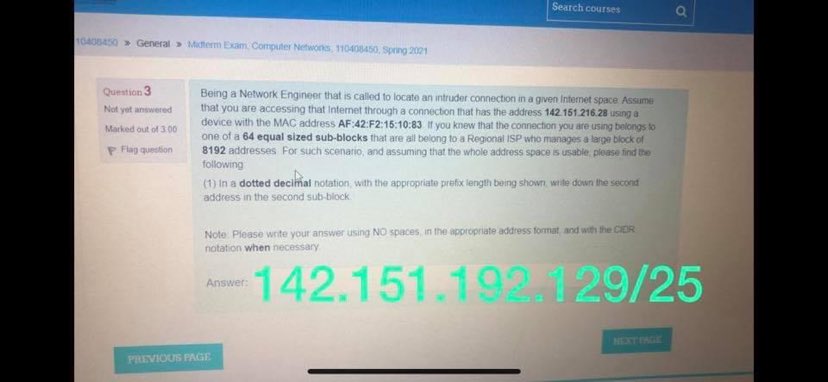 Search courses
10408450 » General » Midterm Exam, Computer Networks, 110408450, Spring 2021
Question 3
Not yet answered
Marked out of 3.00
Flag question
Being a Network Engineer that is called to locate an intruder connection in a given Internet space. Assume
that you are accessing that Internet through a connection that has the address 142.151.216.28 using a
device with the MAC address AF:42:F2:15:10:83. If you knew that the connection you are using belongs to
one of a 64 equal sized sub-blocks that are all belong to a Regional ISP who manages a large block of
8192 addresses. For such scenario, and assuming that the whole address space is usable, please find the
following:
(1) In a dotted decimal notation, with the appropriate prefix length being shown, write down the second
address in the second sub-block.
Note: Please write your answer using NO spaces, in the appropriate address format, and with the CIDR
notation when necessary.
Answer: 142.151.192.129/25
NEXT PAGE
PREVIOUS PAGE